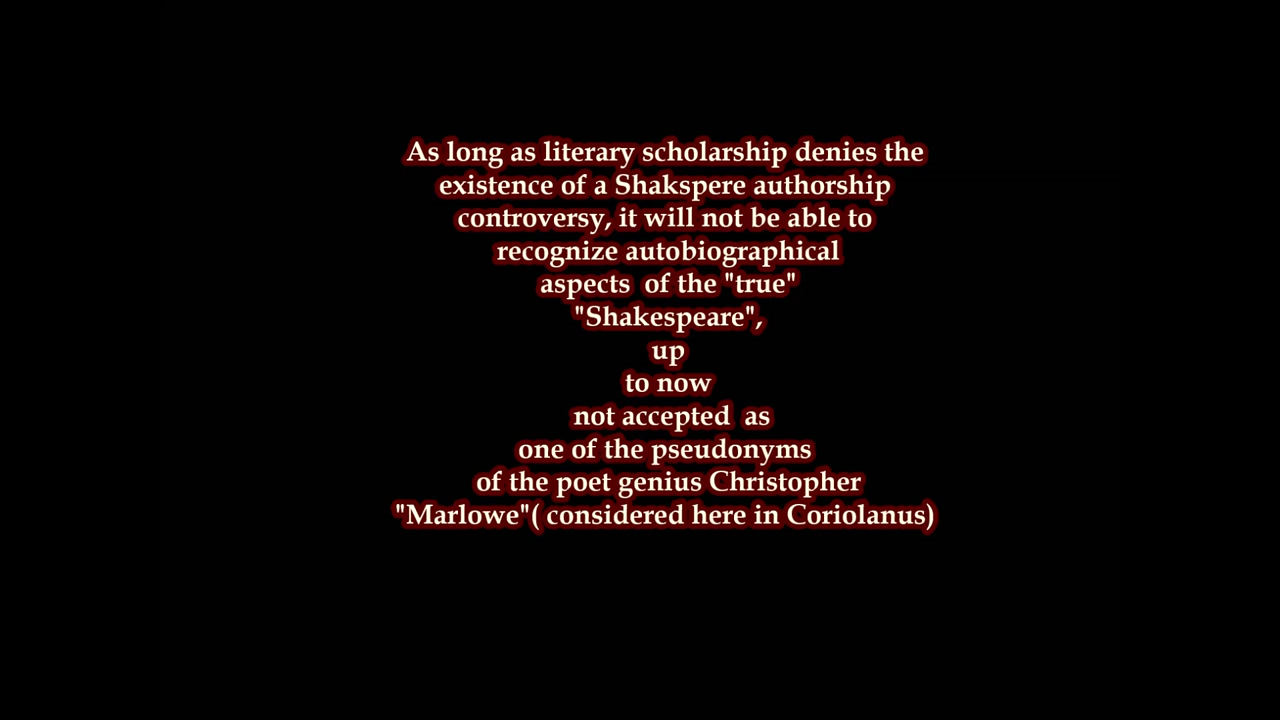 As long as literary scholarship denies the
existence of a Shakspere authorship
controversy, it will not be able to
recognize autobiographical
aspects  of the "true"
"Shakespeare",
up
to now
not accepted  as
one of the pseudonyms
of the poet genius Christopher
"Marlowe"( considered here in Coriolanus)